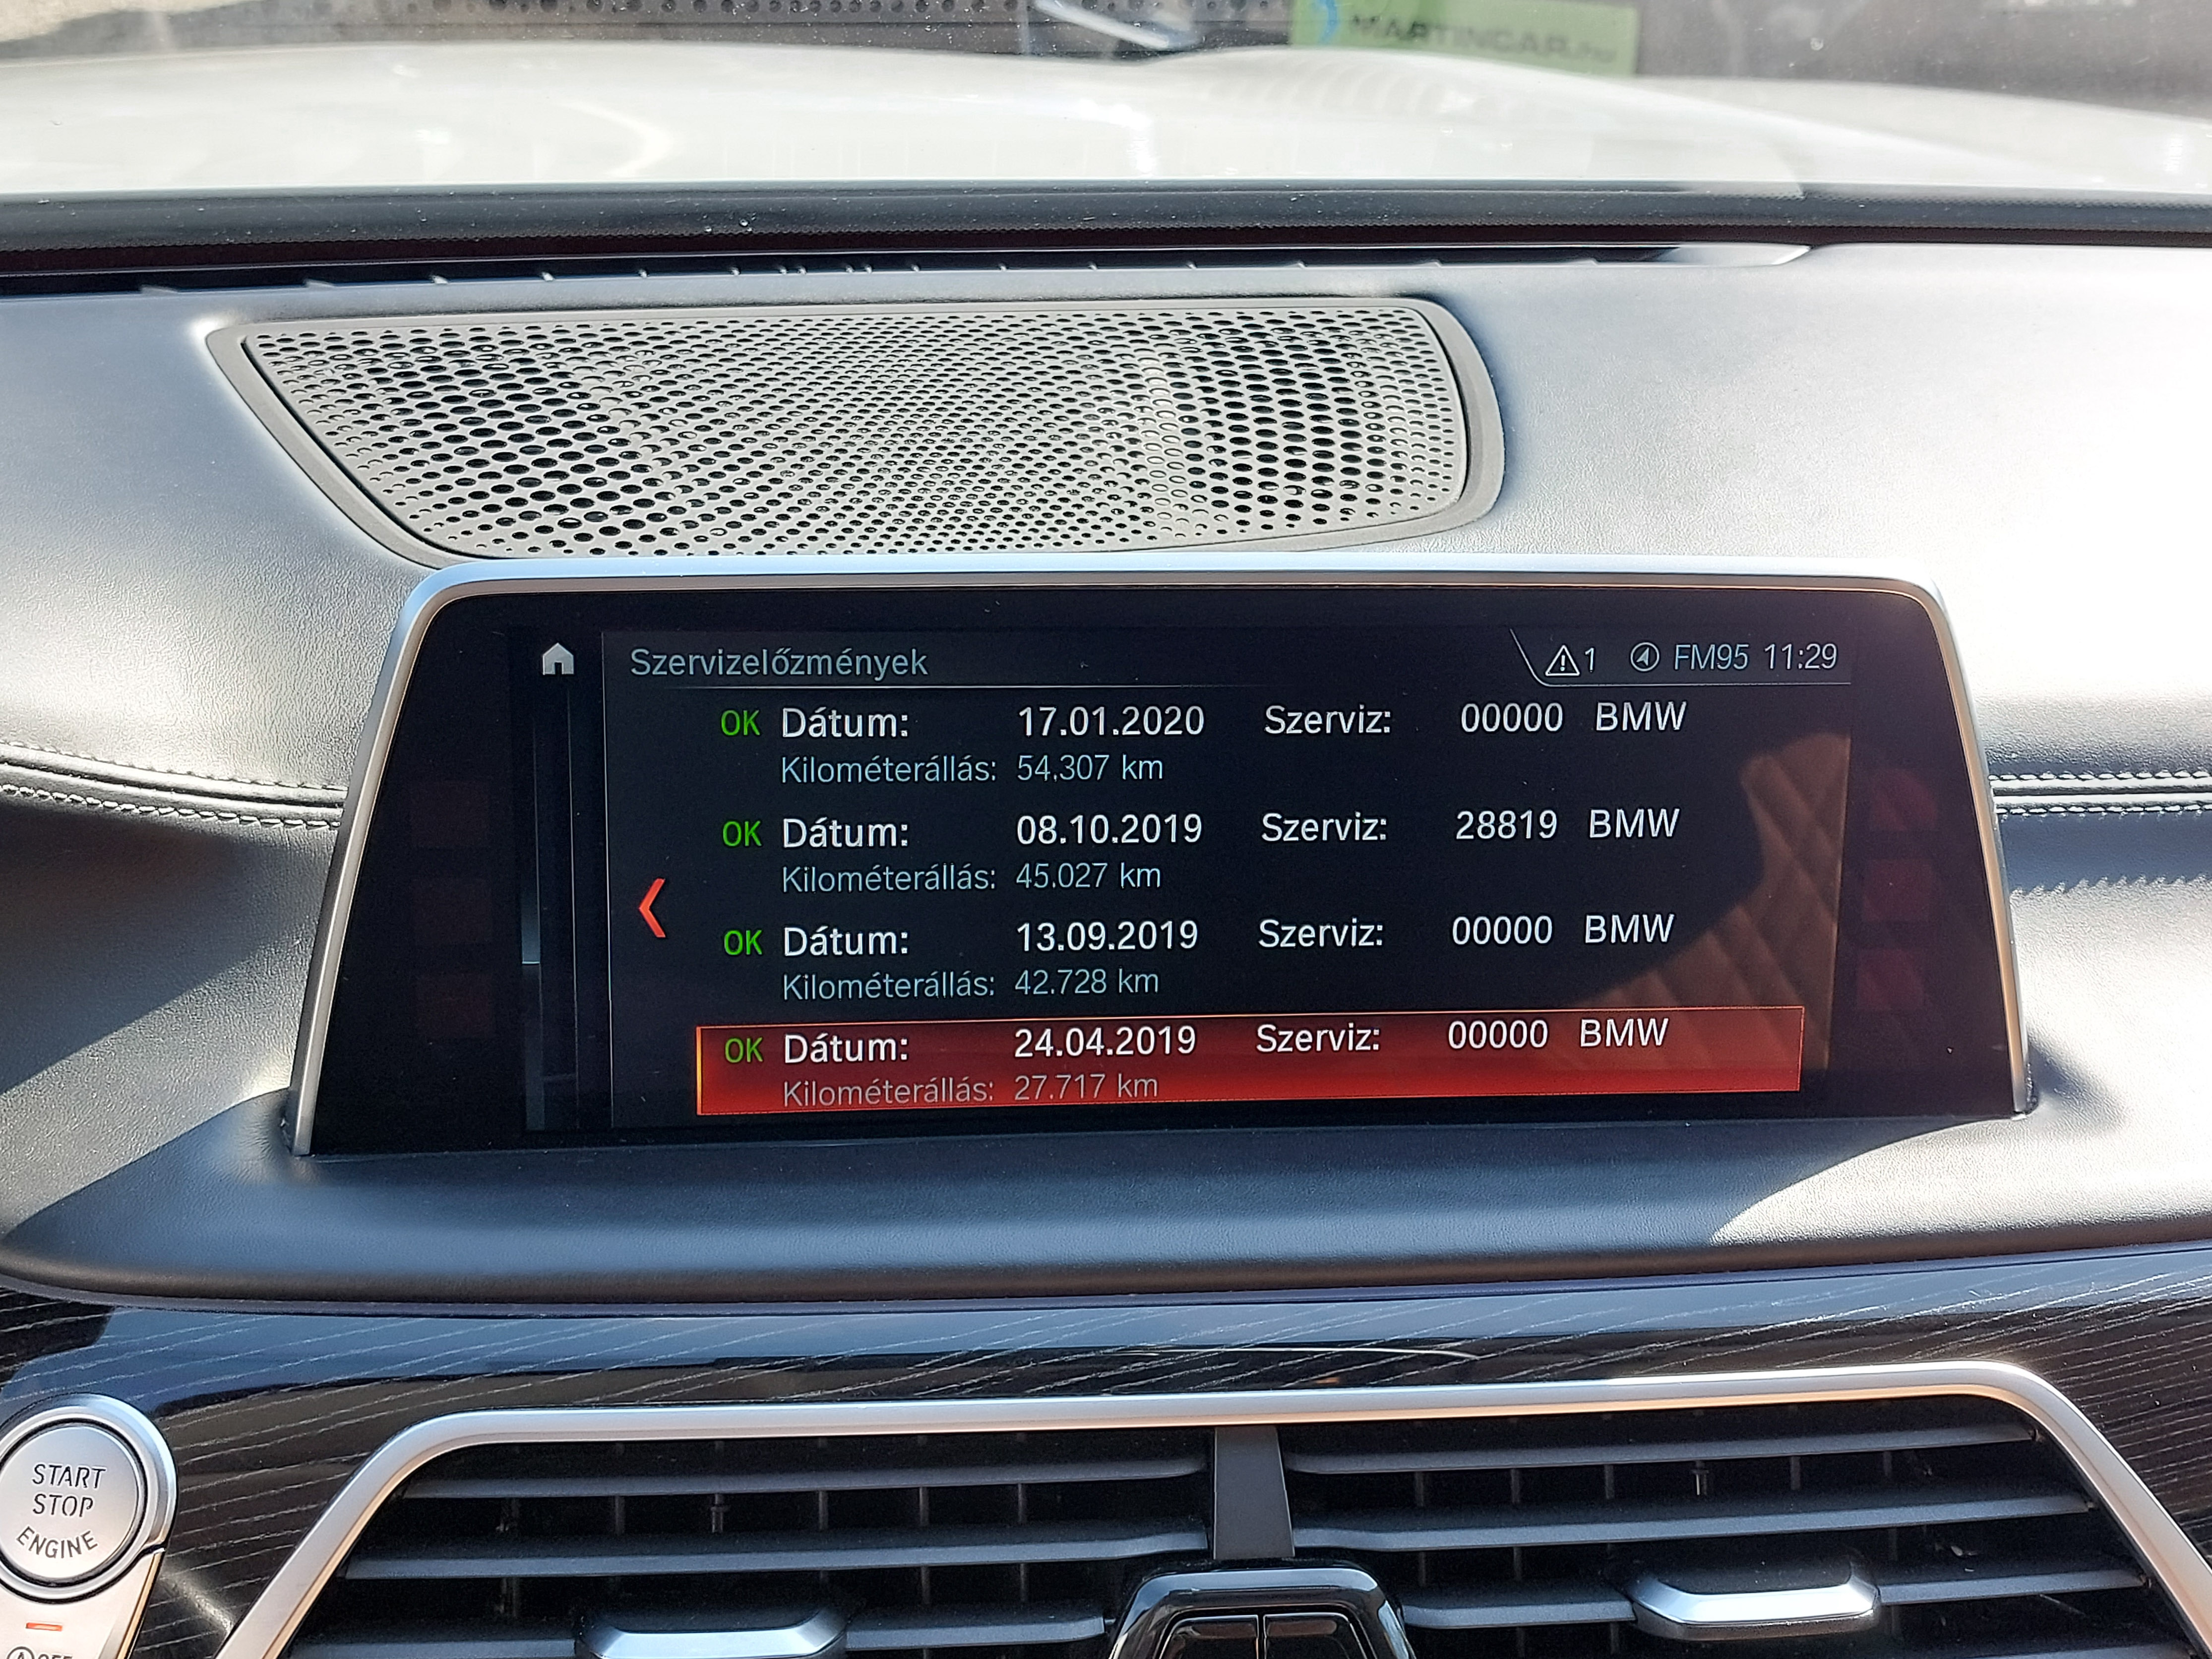 MARTINCAR.hu
Szervizelőzmények
1 FM95 11:29
OK Dátum: 17.01.2020 Szerviz: 00000 BMW
Kilométerállás: 54.307 km
OK Dátum: 08.10.2019 Szerviz: 28819 BMW
Kilométerállás: 45.027 km
OK Dátum: 13.09.2019 Szerviz: 00000 BMW
Kilométerállás: 42.728 km
OK Dátum: 24.04.2019 Szerviz: 00000 BMW
Kilométerállás: 27.717 km
START
STOP
ENGINE